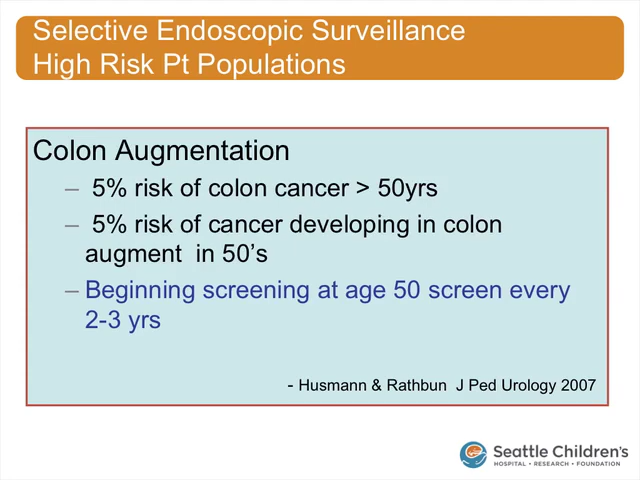 Selective Endoscopic Surveillance
High Risk Pt Populations
Colon Augmentation
– 5% risk of colon cancer > 50yrs
– 5% risk of cancer developing in colon
augment in 50’s
– Beginning screening at age 50 screen every
2-3 yrs
- Husmann & Rathbun J Ped Urology 2007
Seattle Children's
HOSPITAL • RESEARCH • FOUNDATION